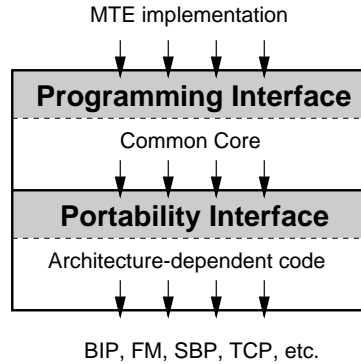 MTE implementation
Programming Interface
Common Core
Portability Interface
Architecture-dependent code
BIP, FM, SBP, TCP, etc.